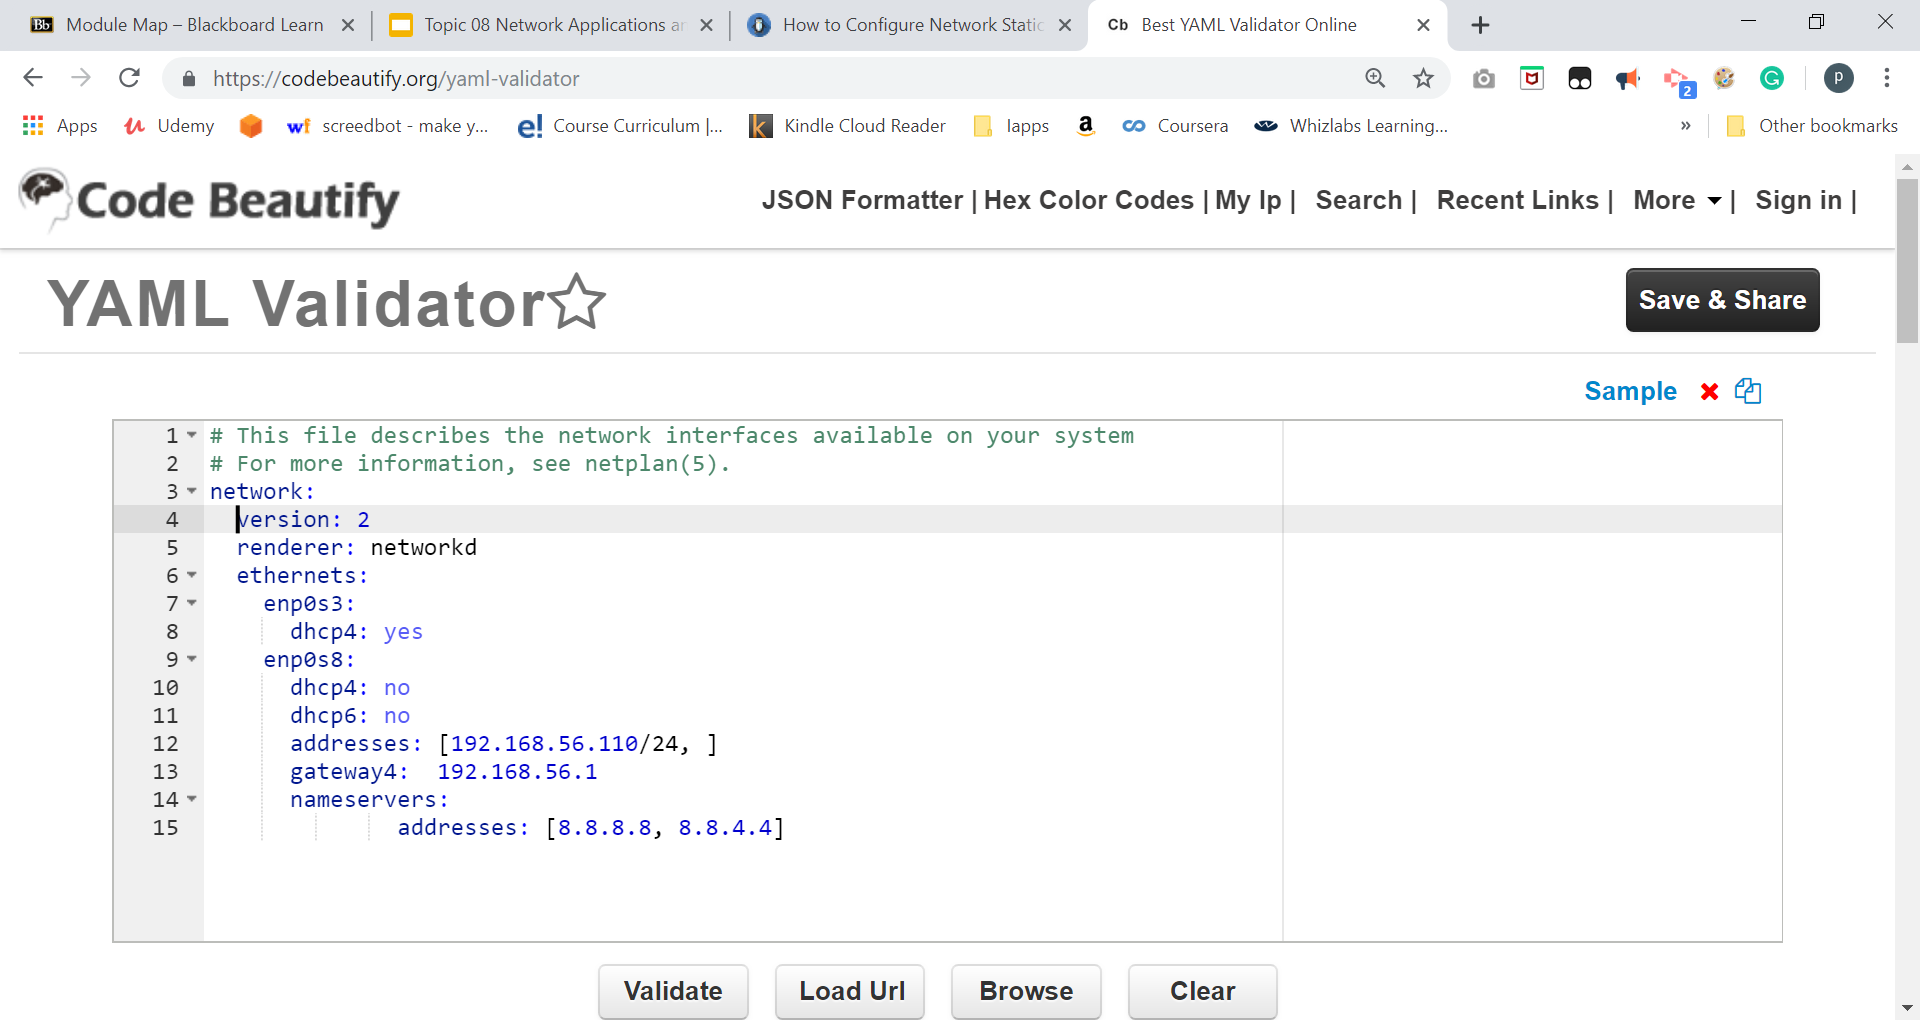 Bb Module Map – Blackboard Learn
Topic 08 Network Applications ar
How to Configure Network Static
Cb Best YAML Validator Online
https://codebeautify.org/yaml-validator
2
P
Apps
Udemy
wf screedbot - make y...
e! Course Curriculum |...
k Kindle Cloud Reader
lapps
a
Coursera
Whizlabs Learning...
»
Other bookmarks
Code Beautify
JSON Formatter | Hex Color Codes | My Ip | Search | Recent Links | More | Sign in |
YAML Validator
Save & Share
Sample
1 # This file describes the network interfaces available on your system
2 # For more information, see netplan(5).
3 network:
4 version: 2
5 renderer: networkd
6 ethernets:
7 enp0s3:
8 dhcp4: yes
9 enp0s8:
10 dhcp4: no
11 dhcp6: no
12 addresses: [192.168.56.110/24, ]
13 gateway4: 192.168.56.1
14 nameservers:
15 addresses: [8.8.8.8, 8.8.4.4]
Validate
Load Url
Browse
Clear